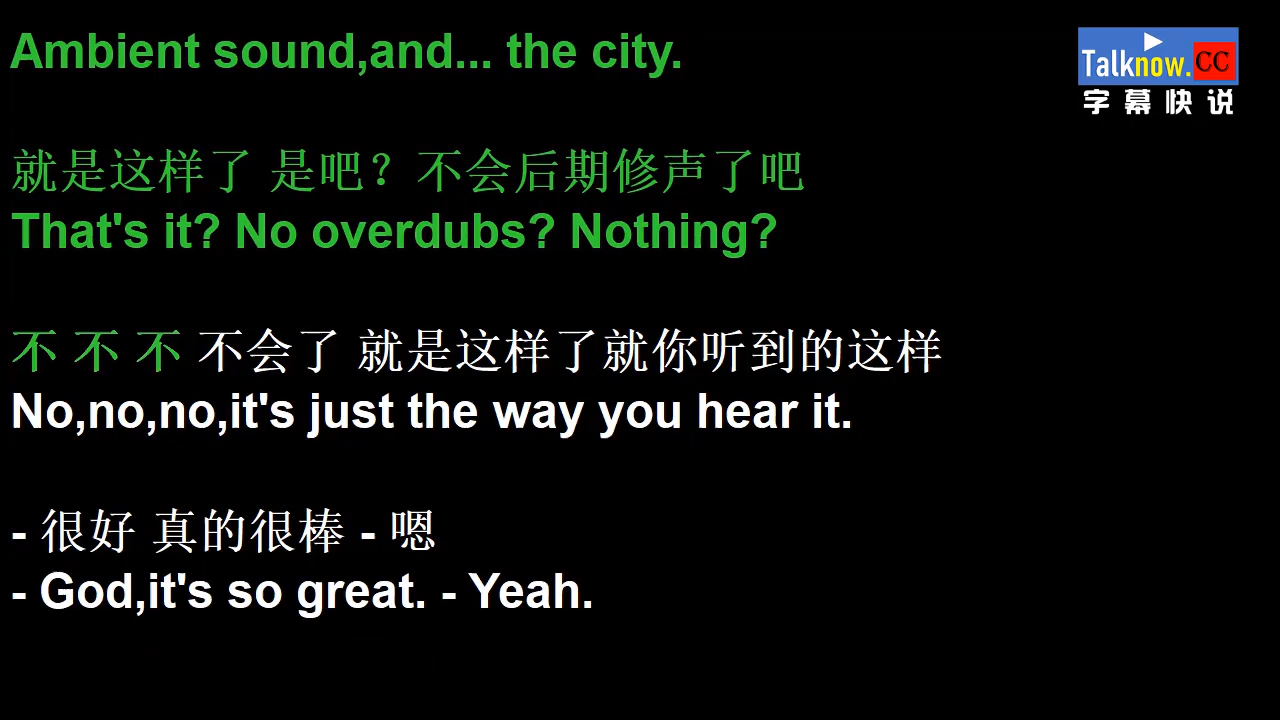 Ambient sound,and... the city.
Talknow.CC
字幕快说
就是这样了 是吧？不会后期修声了吧
That's it? No overdubs? Nothing?
不 不 不 不会了 就是这样了就你听到的这样
No,no,no,it's just the way you hear it.
- 很好 真的很棒 - 嗯
- God,it's so great. - Yeah.